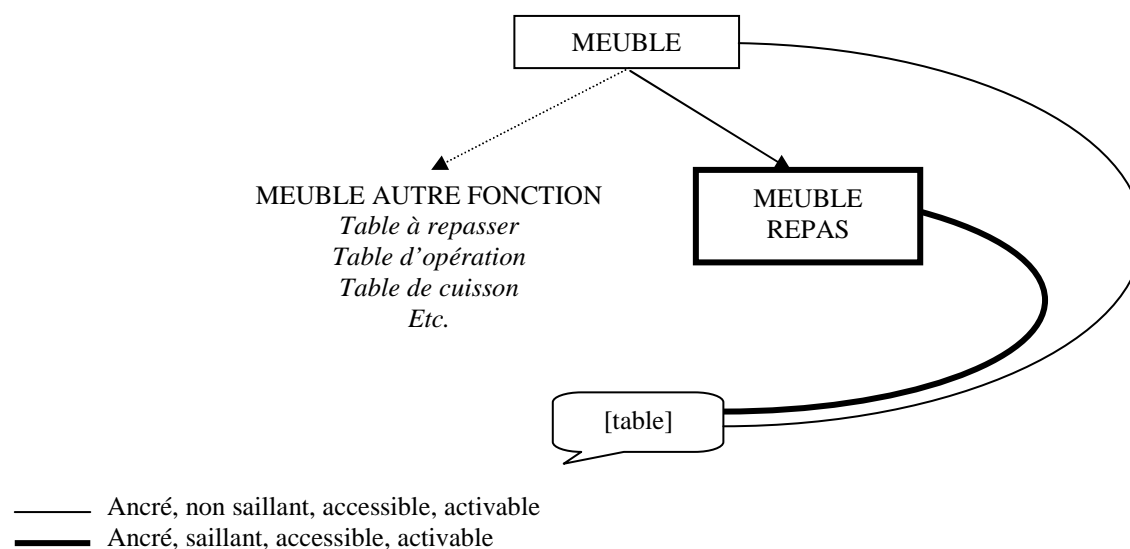 MEUBLE
MEUBLE AUTRE FONCTION
Table à repasser
Table d'opération
Table de cuisson
Etc.
MEUBLE
REPAS
[table]
Ancré, non saillant, accessible, activable
Ancré, saillant, accessible, activable